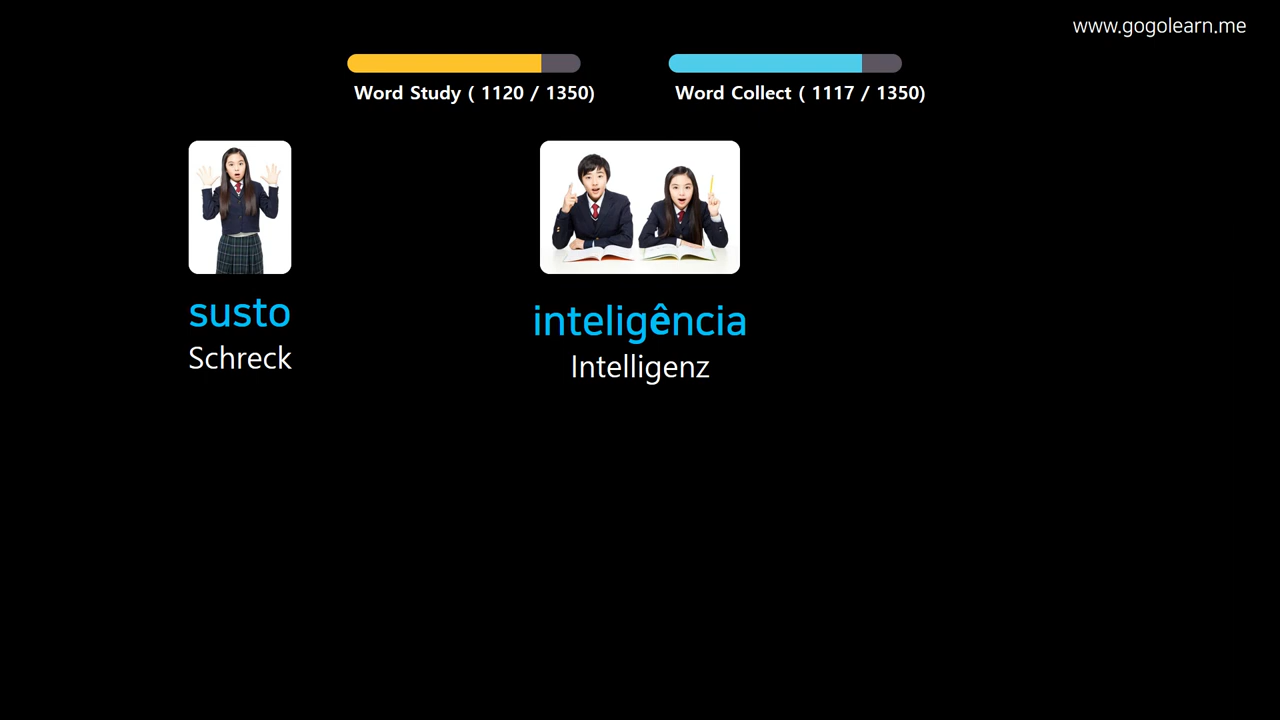 www.gogolearn.me
Word Study ( 1120 / 1350)
Word Collect ( 1117 / 1350)
susto
Schreck
inteligência
Intelligenz